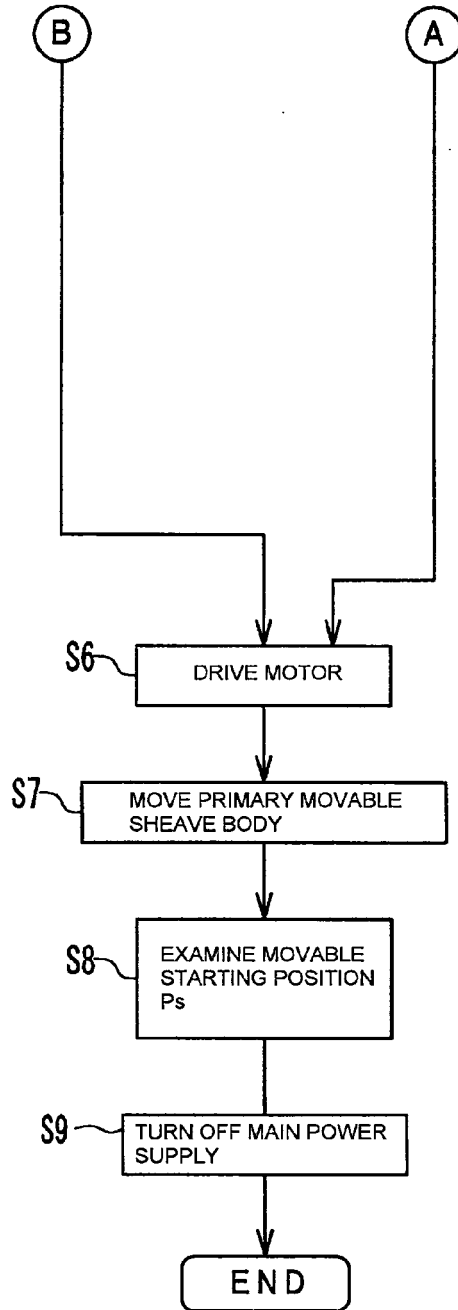 B
A
S6
DRIVE MOTOR
S7
MOVE PRIMARY MOVABLE
SHEAVE BODY
S8
EXAMINE MOVABLE
STARTING POSITION
Ps
S9
TURN OFF MAIN POWER
SUPPLY
END